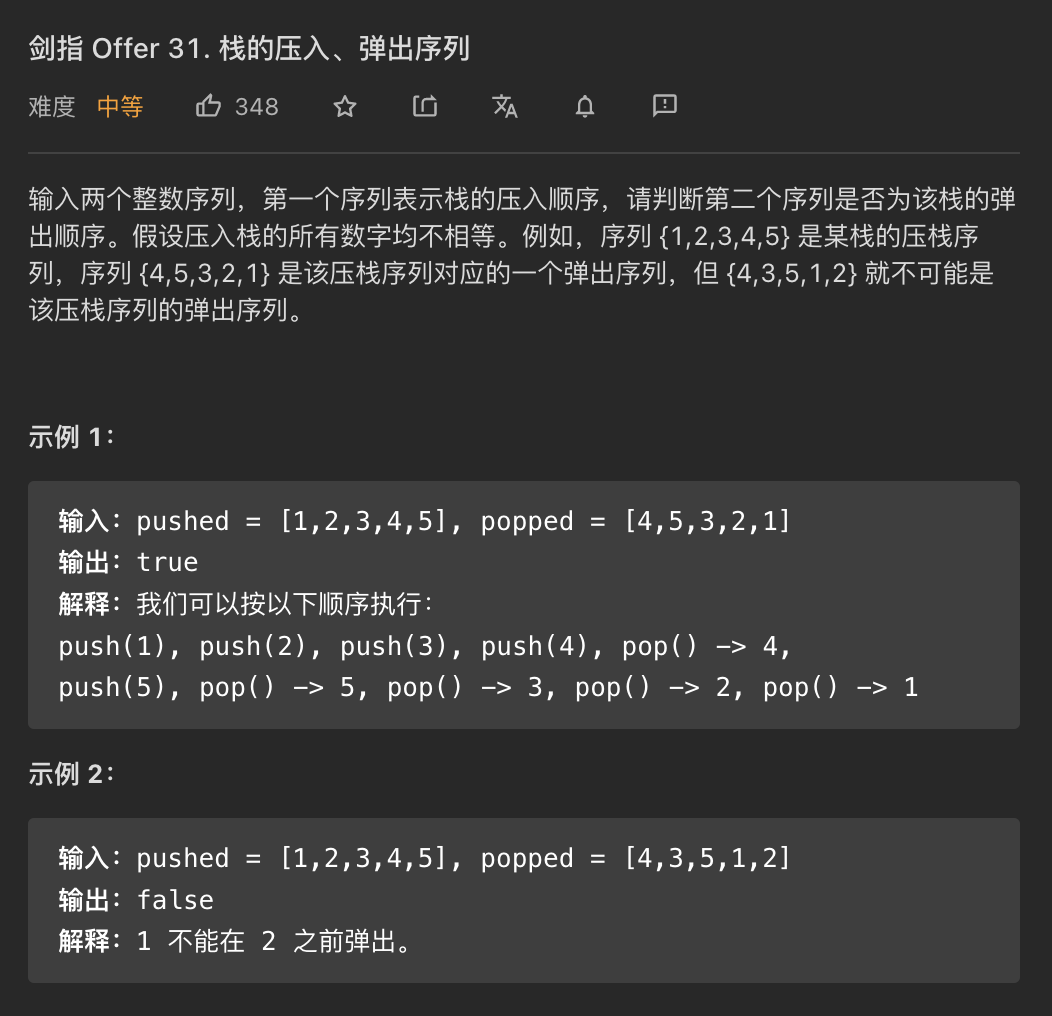 剑指 Offer 31. 栈的压入、弹出序列
难度 中等 348
输入两个整数序列，第一个序列表示栈的压入顺序，请判断第二个序列是否为该栈的弹
出顺序。假设压入栈的所有数字均不相等。例如，序列 {1,2,3,4,5} 是某栈的压栈序
列，序列 {4,5,3,2,1} 是该压栈序列对应的一个弹出序列，但 {4,3,5,1,2} 就不可能是
该压栈序列的弹出序列。
示例 1：
输入：pushed = [1,2,3,4,5], popped = [4,5,3,2,1]
输出：true
解释：我们可以按以下顺序执行：
push(1), push(2), push(3), push(4), pop() -> 4,
push(5), pop() -> 5, pop() -> 3, pop() -> 2, pop() -> 1
示例 2：
输入：pushed = [1,2,3,4,5], popped = [4,3,5,1,2]
输出：false
解释：1 不能在 2 之前弹出。